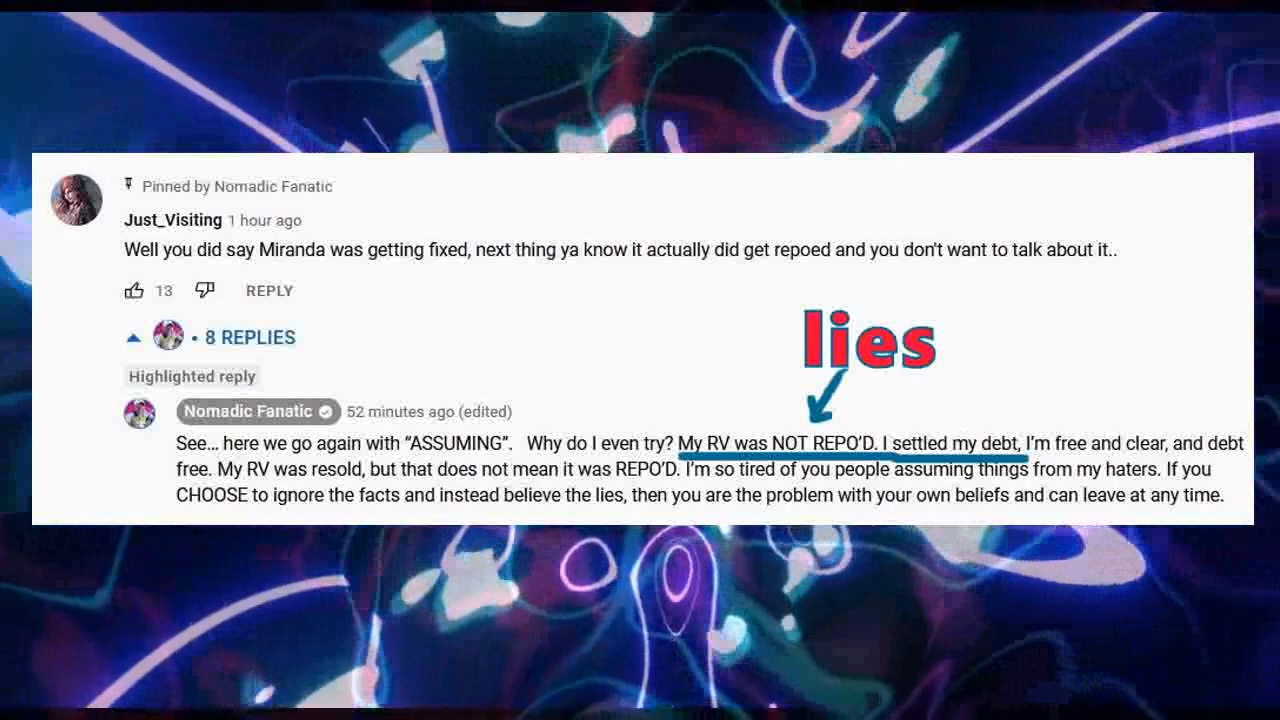 Pinned by Nomadic Fanatic
Just_Visiting 1 hour ago
Well you did say Miranda was getting fixed, next thing ya know it actually did get repoed and you don't want to talk about it..
13 REPLY
• 8 REPLIES
lies
Highlighted reply
Nomadic Fanatic 52 minutes ago (edited)
See... here we go again with “ASSUMING”. Why do I even try? My RV was NOT REPO’D. I settled my debt, I’m free and clear, and debt
free. My RV was resold, but that does not mean it was REPO’D. I’m so tired of you people assuming things from my haters. If you
CHOOSE to ignore the facts and instead believe the lies, then you are the problem with your own beliefs and can leave at any time.